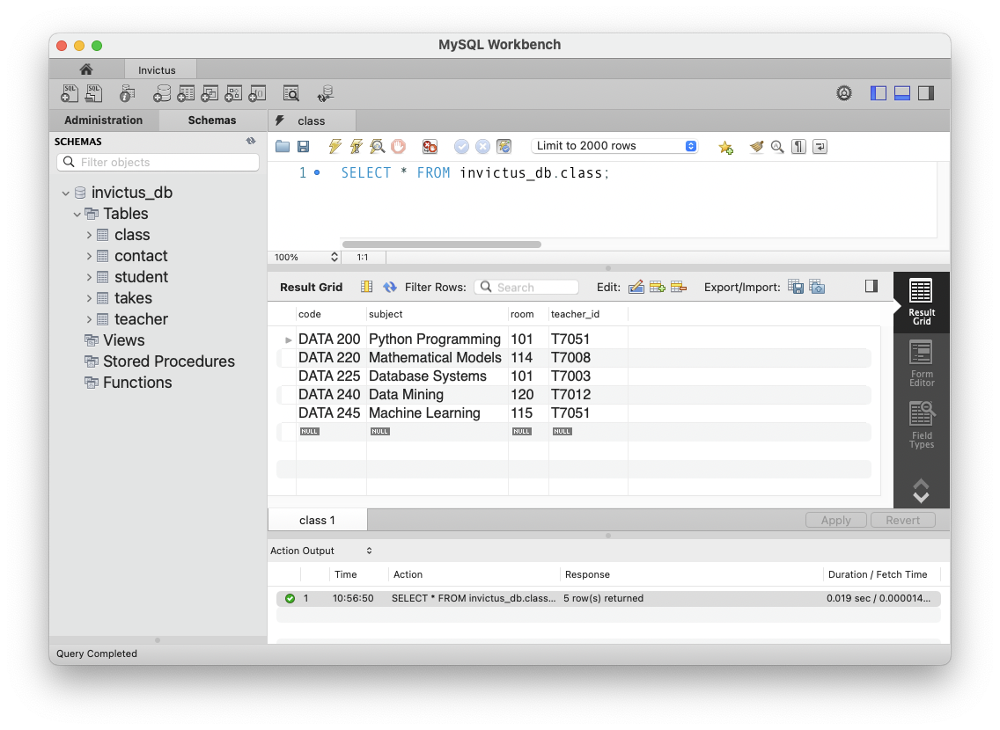 MySQL Workbench
Invictus
Administration Schemas class
SCHEMAS
Filter objects
Limit to 2000 rows
1 SELECT * FROM invictus_db.class;
invictus_db
Tables
class
contact
student
takes
teacher
Views
Stored Procedures
Functions
100% 1:1
Result Grid Filter Rows: Search Edit: Export/Import:
code subject room teacher_id
DATA 200 Python Programming 101 T7051
DATA 220 Mathematical Models 114 T7008
DATA 225 Database Systems 101 T7003
DATA 240 Data Mining 120 T7012
DATA 245 Machine Learning 115 T7051
NULL NULL NULL NULL
Result
Grid
Form
Editor
Field
Types
class 1 Apply Revert
Action Output
Time Action Response Duration / Fetch Time
1 10:56:50 SELECT * FROM invictus_db.class... 5 row(s) returned 0.019 sec / 0.000014...
Query Completed